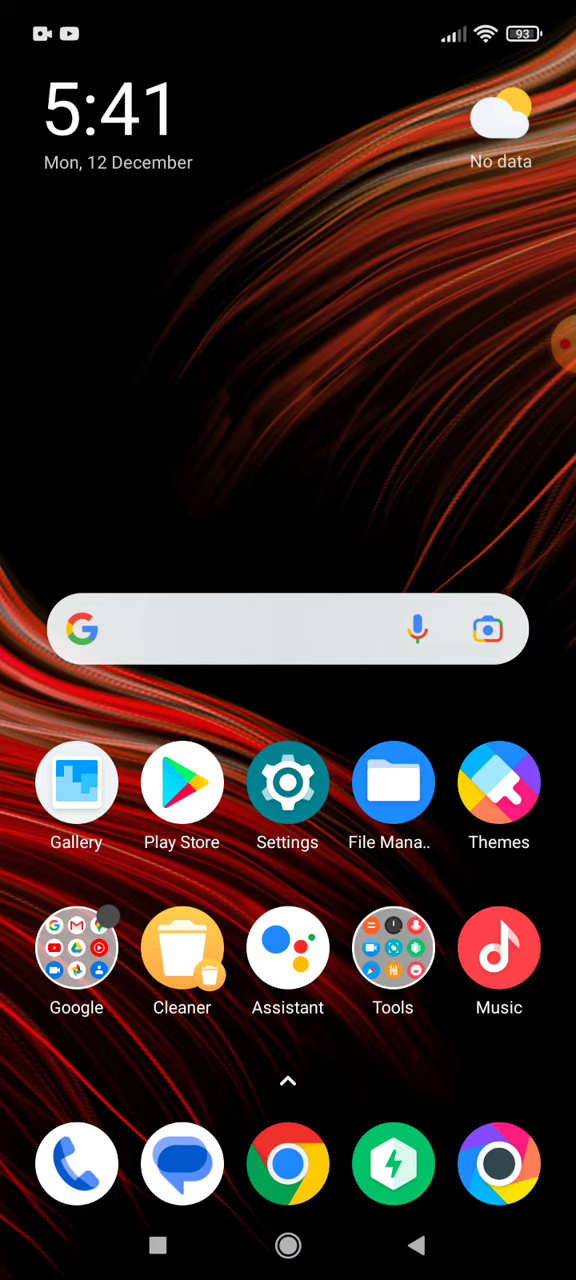 93
5:41
Mon, 12 December
No data
Gallery
Play Store
Settings
File Mana..
Themes
Google
Cleaner
Assistant
Tools
Music